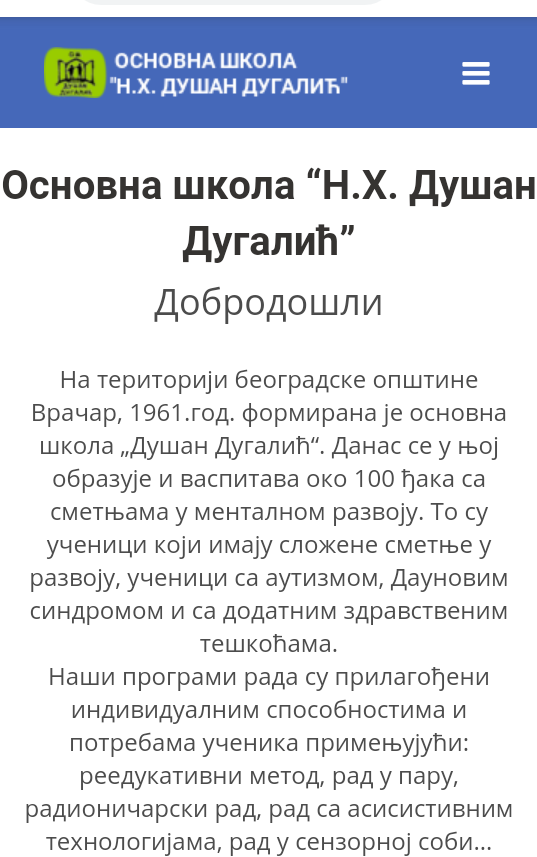 ОСНОВНА ШКОЛА
"Н.Х. ДУШАН ДУГАЛИЋ"
Основна школа “Н.Х. Душан
Дугалић”
Добродошли
На територији београдске општине
Врачар, 1961.год. формирана је основна
школа „Душан Дугалић“. Данас се у њој
образује и васпитава око 100 ђака са
сметњама у менталном развоју. То су
ученици који имају сложене сметње у
развоју, ученици са аутизмом, Дауновим
синдромом и са додатним здравственим
тешкоћама.
Наши програми рада су прилагођени
индивидуалним способностима и
потребама ученика примењујући:
реедукативни метод, рад у пару,
радионичарски рад, рад са асисистивним
технологијама, рад у сензорној соби...